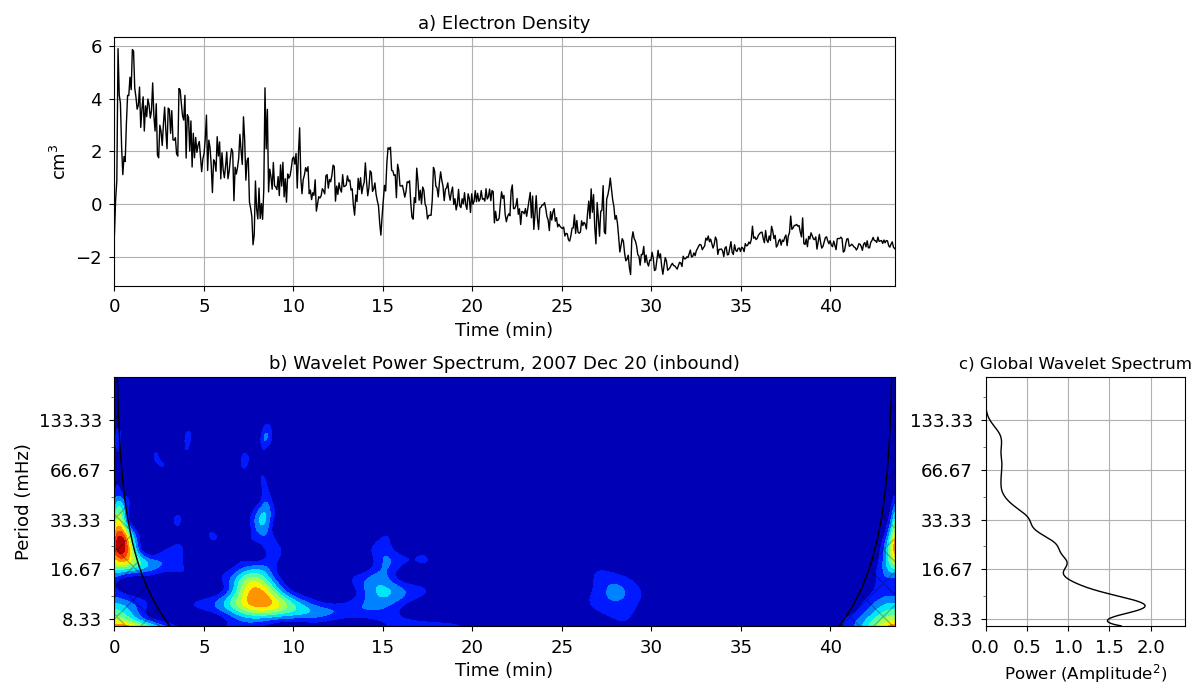 a) Electron Density
6
4
2
0
−2
cm³
0 5 10 15 20 25 30 35 40
Time (min)
b) Wavelet Power Spectrum, 2007 Dec 20 (inbound)
133.33
66.67
33.33
16.67
8.33
Period (mHz)
0 5 10 15 20 25 30 35 40
Time (min)
c) Global Wavelet Spectrum
133.33
66.67
33.33
16.67
8.33
0.0 0.5 1.0 1.5 2.0
Power (Amplitude²)